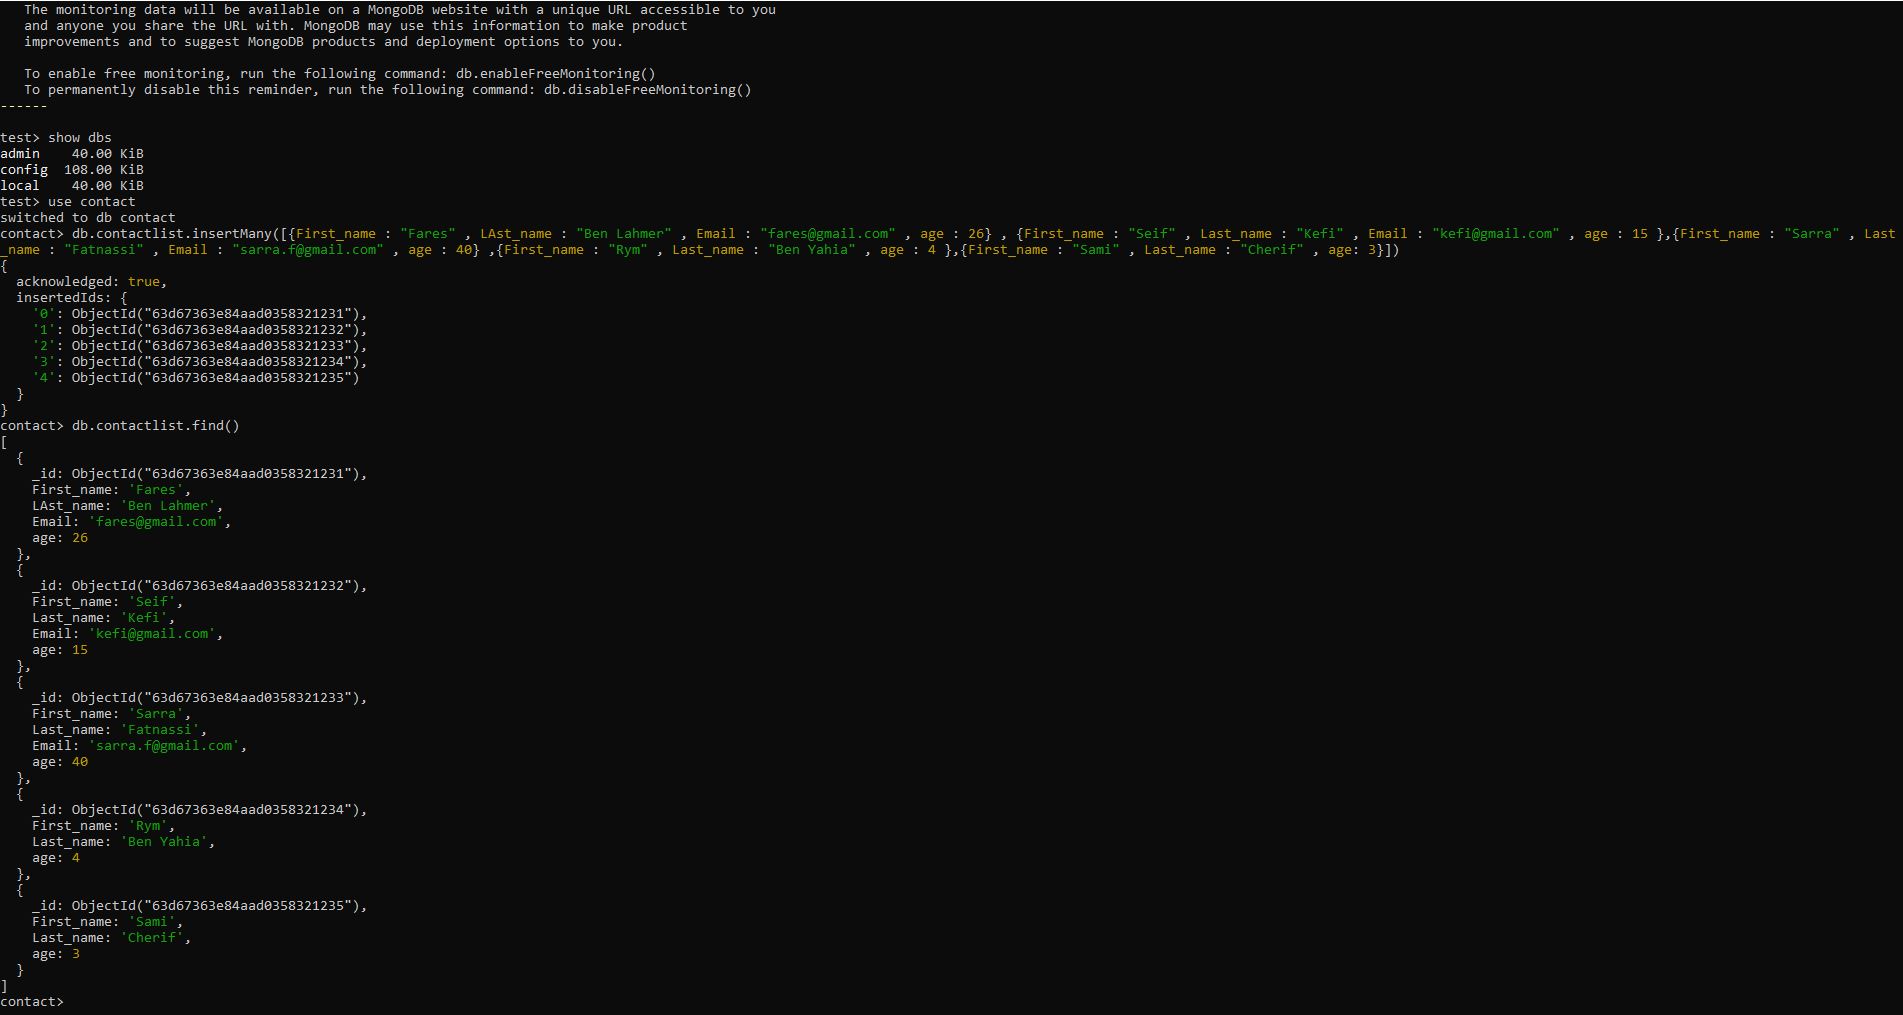 The monitoring data will be available on a MongoDB website with a unique URL accessible to you
and anyone you share the URL with. MongoDB may use this information to make product
improvements and to suggest MongoDB products and deployment options to you.
To enable free monitoring, run the following command: db.enableFreeMonitoring()
To permanently disable this reminder, run the following command: db.disableFreeMonitoring()
------
test> show dbs
admin    40.00 KiB
config  108.00 KiB
local    40.00 KiB
test> use contact
switched to db contact
contact> db.contactlist.insertMany([{First_name : "Fares" , LAst_name : "Ben Lahmer" , Email : "fares@gmail.com" , age : 26} , {First_name : "Seif" , Last_name : "Kefi" , Email : "kefi@gmail.com" , age : 15 },{First_name : "Sarra" , Last
_name : "Fatnassi" , Email : "sarra.f@gmail.com" , age : 40} ,{First_name : "Rym" , Last_name : "Ben Yahia" , age : 4 },{First_name : "Sami" , Last_name : "Cherif" , age: 3}])
{
  acknowledged: true,
  insertedIds: {
    '0': ObjectId("63d67363e84aad0358321231"),
    '1': ObjectId("63d67363e84aad0358321232"),
    '2': ObjectId("63d67363e84aad0358321233"),
    '3': ObjectId("63d67363e84aad0358321234"),
    '4': ObjectId("63d67363e84aad0358321235")
  }
}
contact> db.contactlist.find()
[
  {
    _id: ObjectId("63d67363e84aad0358321231"),
    First_name: 'Fares',
    LAst_name: 'Ben Lahmer',
    Email: 'fares@gmail.com',
    age: 26
  },
  {
    _id: ObjectId("63d67363e84aad0358321232"),
    First_name: 'Seif',
    Last_name: 'Kefi',
    Email: 'kefi@gmail.com',
    age: 15
  },
  {
    _id: ObjectId("63d67363e84aad0358321233"),
    First_name: 'Sarra',
    Last_name: 'Fatnassi',
    Email: 'sarra.f@gmail.com',
    age: 40
  },
  {
    _id: ObjectId("63d67363e84aad0358321234"),
    First_name: 'Rym',
    Last_name: 'Ben Yahia',
    age: 4
  },
  {
    _id: ObjectId("63d67363e84aad0358321235"),
    First_name: 'Sami',
    Last_name: 'Cherif',
    age: 3
  }
]
contact>